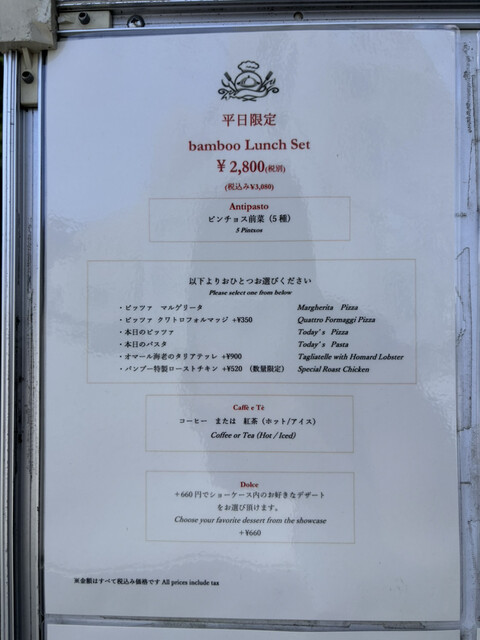 平日限定
bamboo Lunch Set
¥2,800(税別)
(税込み¥3,080)
Antipasto
ピンチョス前菜（5種）
5 Pintxos
以下よりおひとつお選びください
Please select one from below
・ピッツァ マルゲリータ Margherita Pizza
・ピッツァ クワトロフォルマッジ +¥350 Quattro Formaggi Pizza
・本日のピッツァ Today's Pizza
・本日のパスタ Today's Pasta
・オマール海老のタリアテッレ +¥900 Tagliatelle with Homard Lobster
・バンブー特製ローストチキン +¥520 （数量限定） Special Roast Chicken
Caffè e Tè
コーヒー または 紅茶（ホット/アイス）
Coffee or Tea (Hot / Iced)
Dolce
＋660円でショーケース内のお好きなデザート
をお選び頂けます。
Choose your favorite dessert from the showcase
+¥660
※金額はすべて税込み価格です All prices include tax